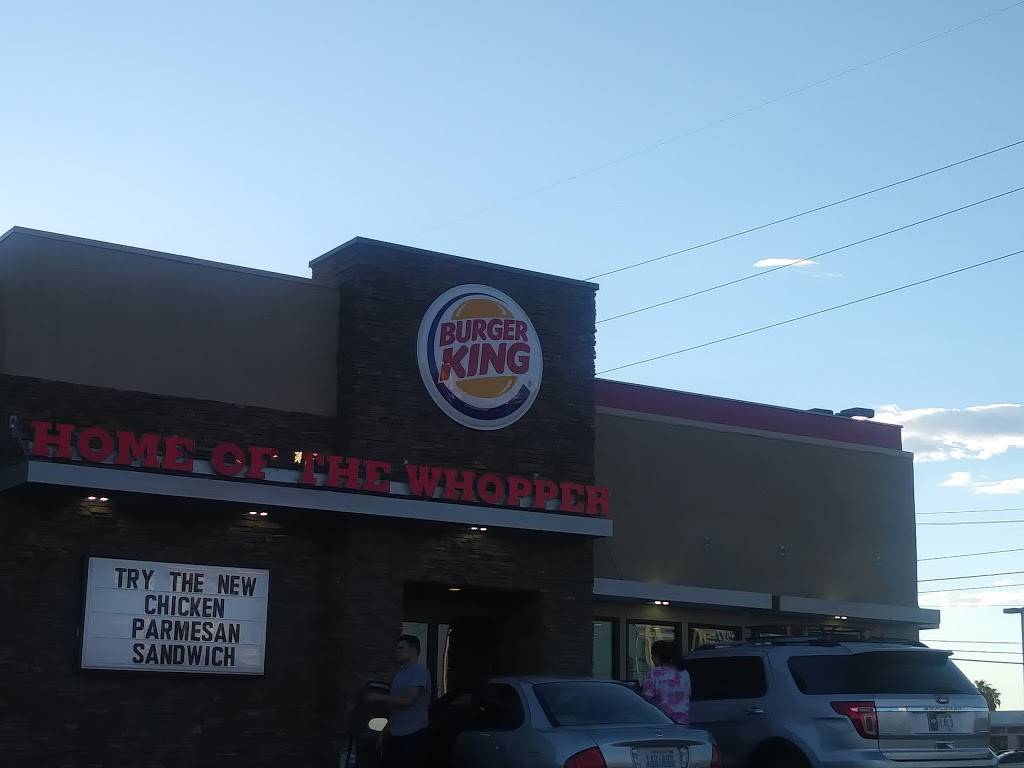 BURGER
KING
HOME OF THE WHOPPER
TRY THE NEW
CHICKEN
PARMESAN
SANDWICH